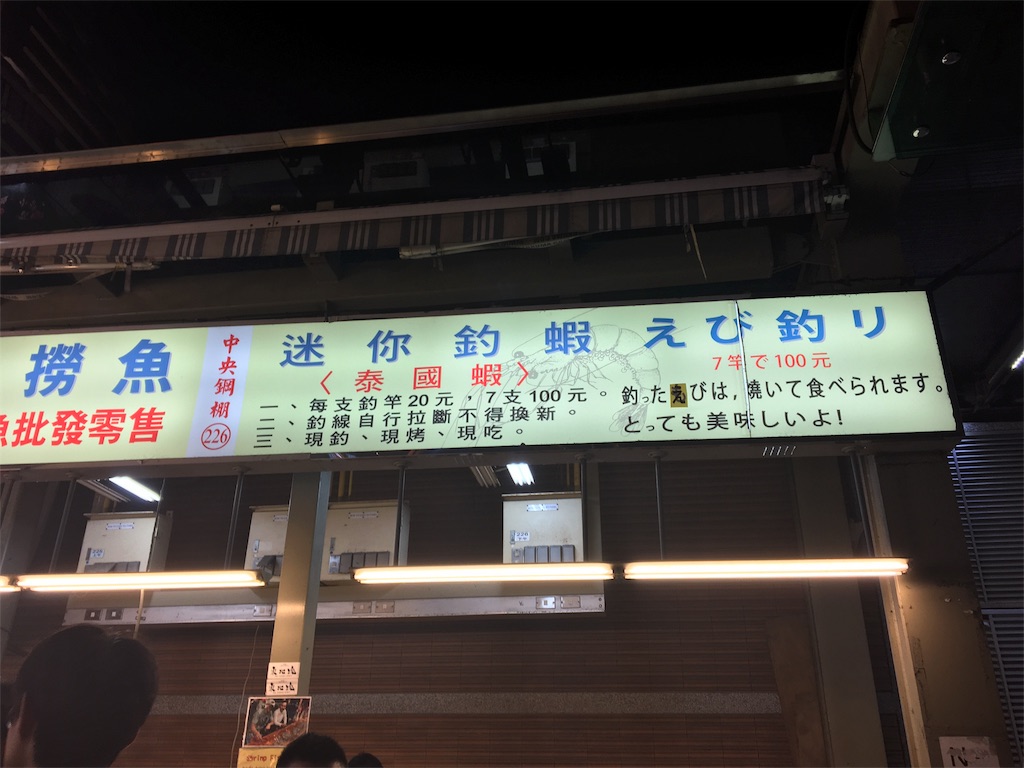 撈魚
魚批發零售
中央鋼棚
226
迷你釣蝦
〈泰國蝦〉
一、每支釣竿20元，7支100元。
二、釣線自行拉斷不得換新。
三、現釣、現烤、現吃。
えび釣り
7竿で100元
釣ったえびは,燒いて食べられます。
とっても美味しいよ!